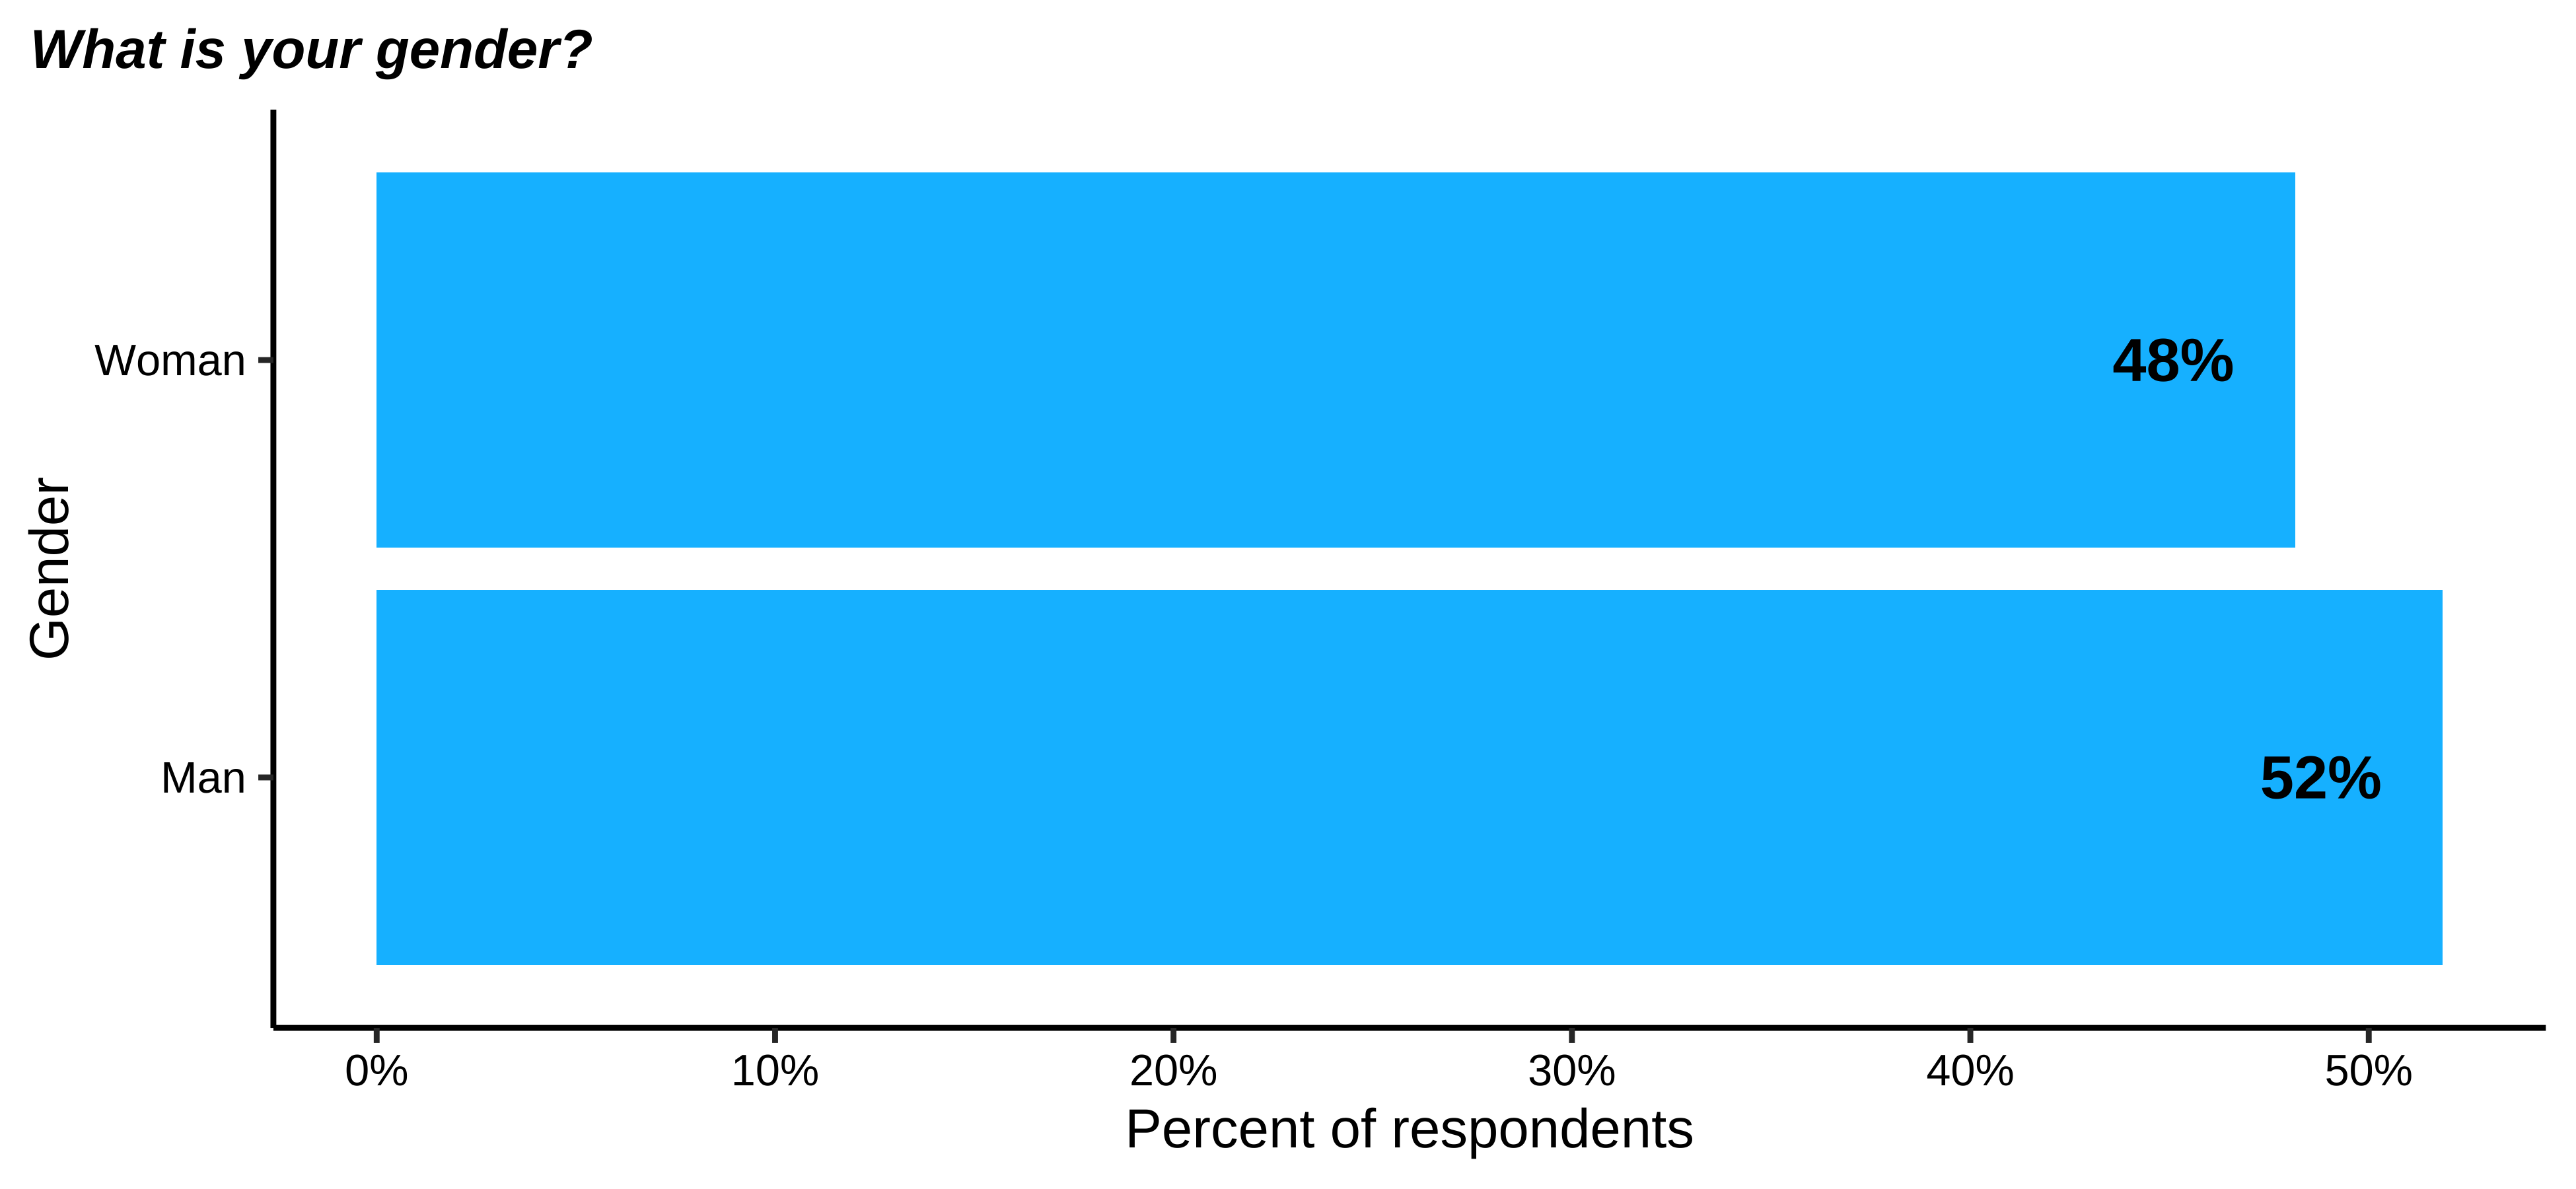 What is your gender?
Gender
Woman
48%
Man
52%
0% 10% 20% 30% 40% 50%
Percent of respondents